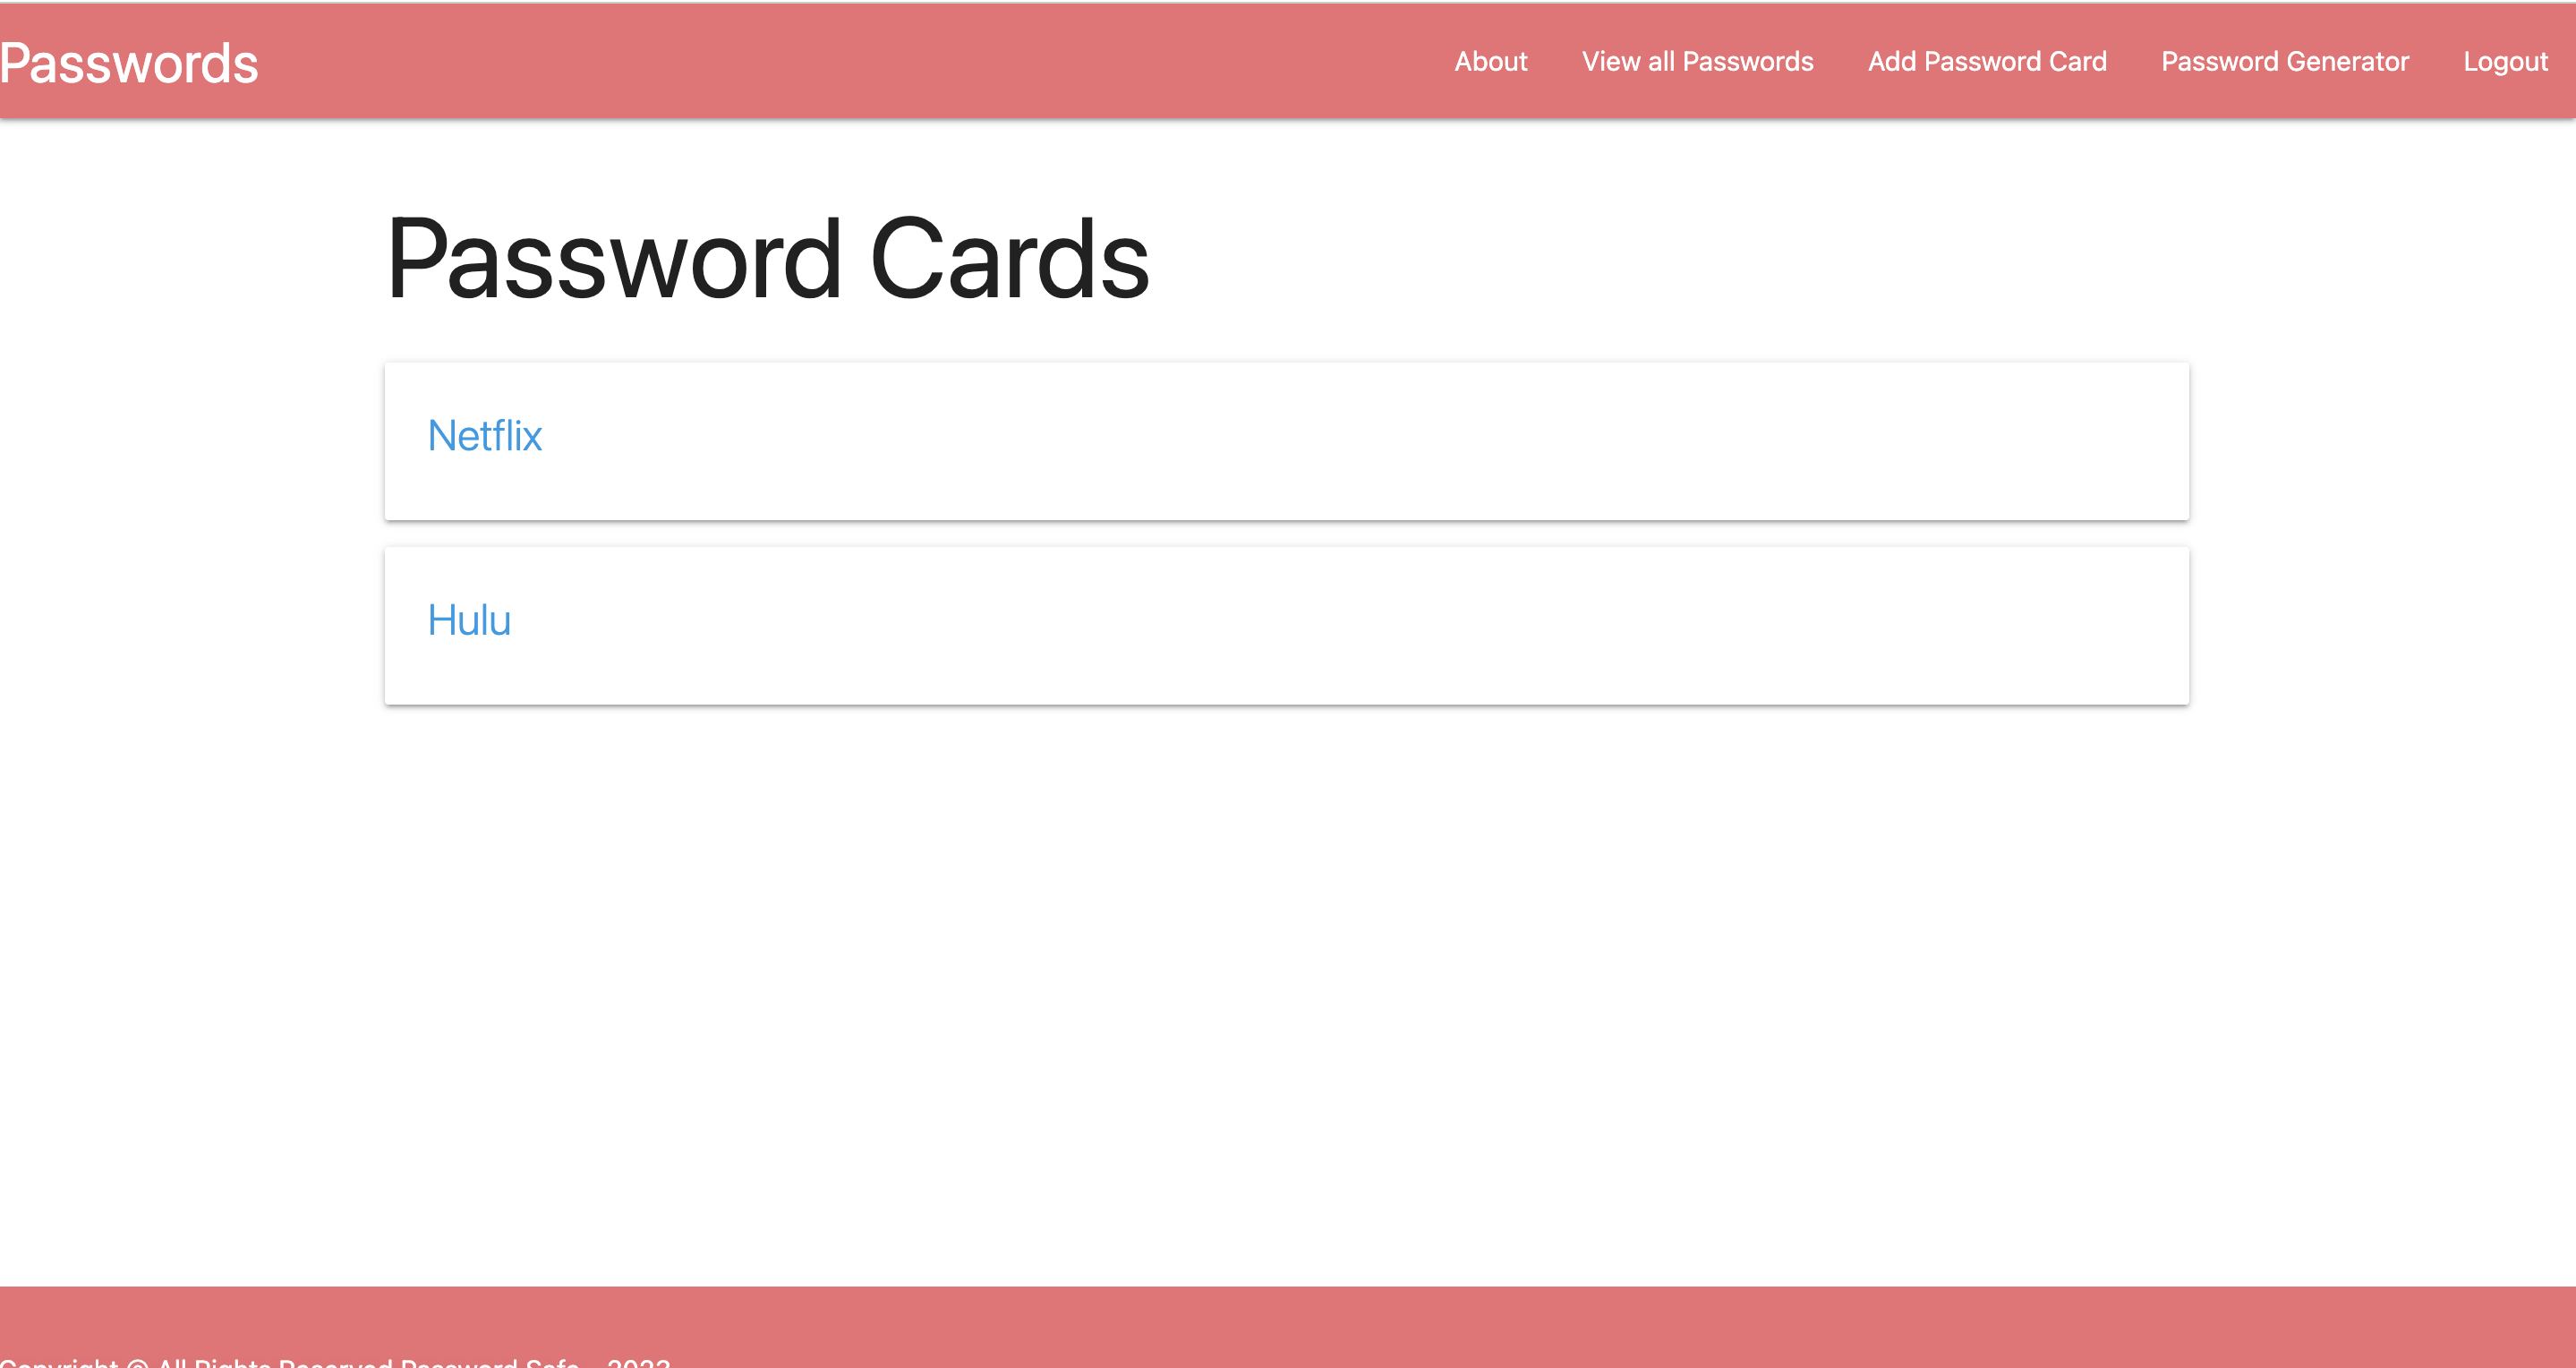 Passwords
About View all Passwords Add Password Card Password Generator Logout
Password Cards
Netflix
Hulu
Copyright © All Rights Reserved Password Safe - 2023